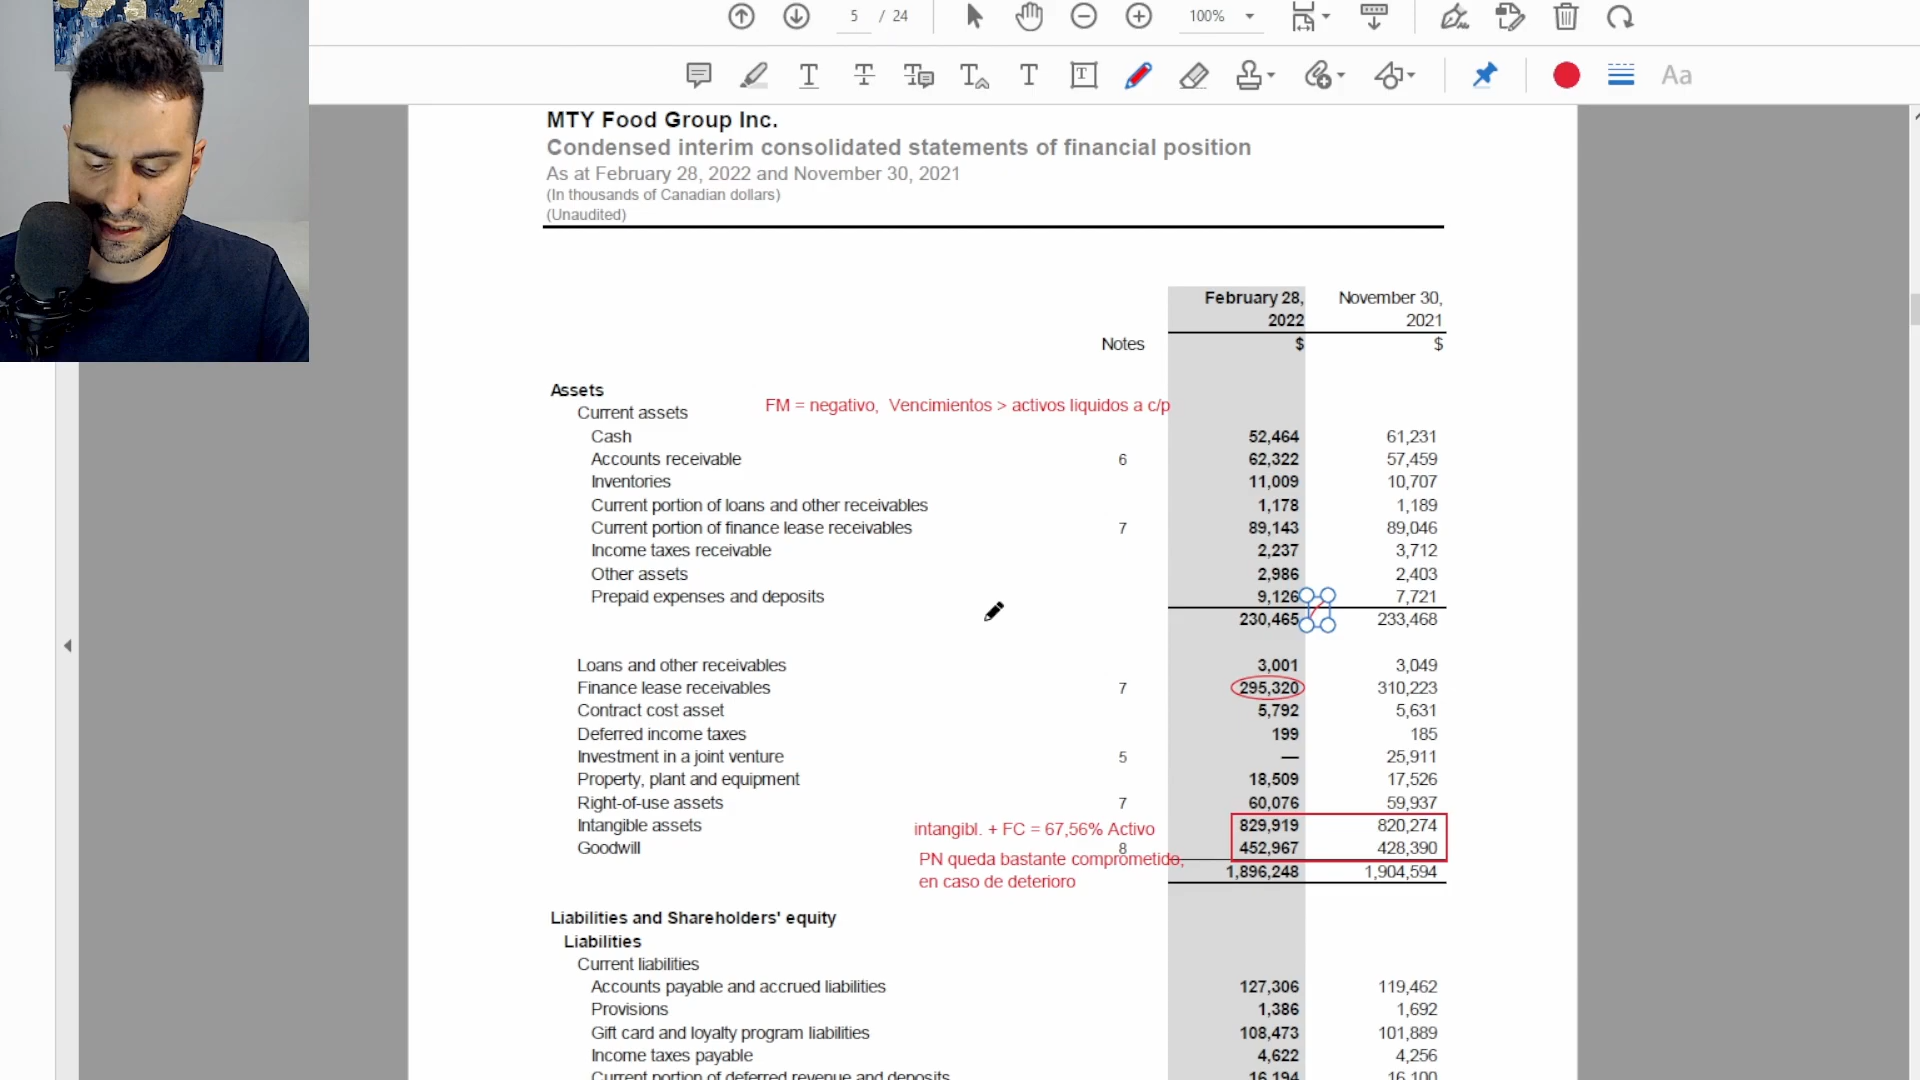 5 / 24 100%
Aa
MTY Food Group Inc.
Condensed interim consolidated statements of financial position
As at February 28, 2022 and November 30, 2021
(In thousands of Canadian dollars)
(Unaudited)
February 28, November 30,
2022 2021
Notes $ $
Assets
FM = negativo, Vencimientos > activos liquidos a c/p
Current assets
Cash 52,464 61,231
Accounts receivable 6 62,322 57,459
Inventories 11,009 10,707
Current portion of loans and other receivables 1,178 1,189
Current portion of finance lease receivables 7 89,143 89,046
Income taxes receivable 2,237 3,712
Other assets 2,986 2,403
Prepaid expenses and deposits 9,126 7,721
230,465 233,468
Loans and other receivables 3,001 3,049
Finance lease receivables 7 295,320 310,223
Contract cost asset 5,792 5,631
Deferred income taxes 199 185
Investment in a joint venture 5 — 25,911
Property, plant and equipment 18,509 17,526
Right-of-use assets 7 60,076 59,937
Intangible assets intangibl. + FC = 67,56% Activo 829,919 820,274
Goodwill 8 452,967 428,390
PN queda bastante comprometido,
en caso de deterioro
1,896,248 1,904,594
Liabilities and Shareholders' equity
Liabilities
Current liabilities
Accounts payable and accrued liabilities 127,306 119,462
Provisions 1,386 1,692
Gift card and loyalty program liabilities 108,473 101,889
Income taxes payable 4,622 4,256
Current portion of deferred revenue and deposits 16,194 16,100